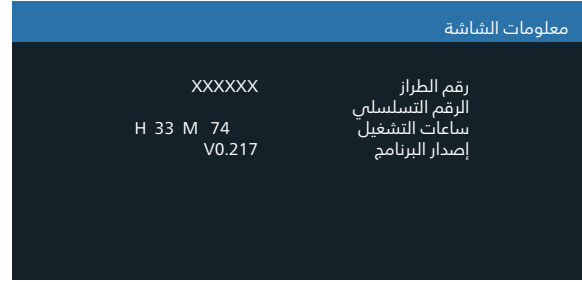 معلومات الشاشة
رقم الطراز XXXXXX
الرقم التسلسلي
ساعات التشغيل H 33 M 74
إصدار البرنامج V0.217